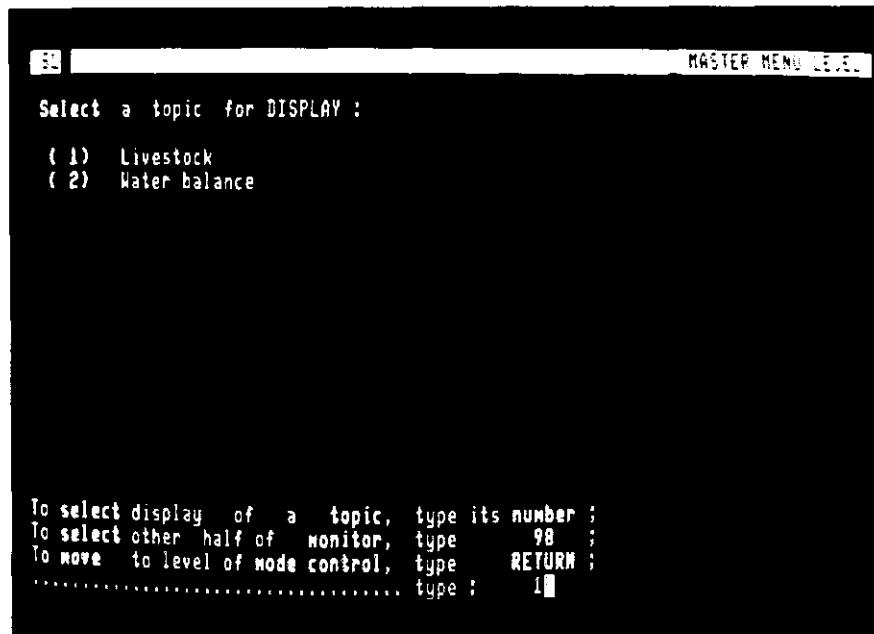 MASTER MENU LEVEL
Select a topic for DISPLAY :
( 1) Livestock
( 2) Water balance
To select display of a topic, type its number ;
To select other half of monitor, type 98 ;
To move to level of mode control, type RETURN ;
..................................... type : 1